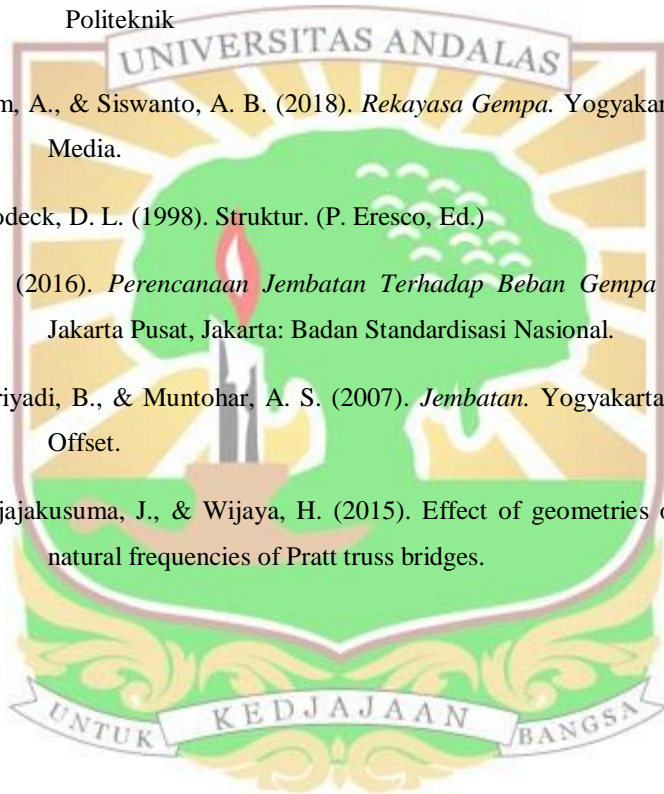 Politeknik
UNIVERSITAS ANDALAS
m, A., & Siswanto, A. B. (2018). Rekayasa Gempa. Yogyakar
Media.
odeck, D. L. (1998). Struktur. (P. Eresco, Ed.)
(2016). Perencanaan Jembatan Terhadap Beban Gempa
Jakarta Pusat, Jakarta: Badan Standardisasi Nasional.
riyadi, B., & Muntohar, A. S. (2007). Jembatan. Yogyakarta
Offset.
jajakusuma, J., & Wijaya, H. (2015). Effect of geometries o
natural frequencies of Pratt truss bridges.
UNTUK KEDJAJAAN BANGSA